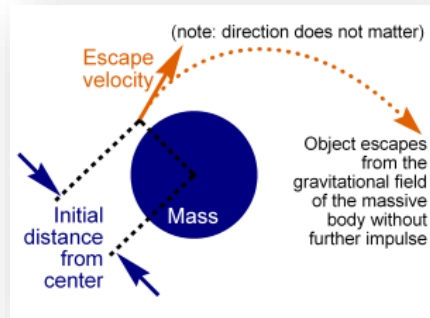 (note: direction does not matter)
Escape
velocity
Object escapes
from the
gravitational field
of the massive
body without
further impulse
Mass
Initial
distance
from
center